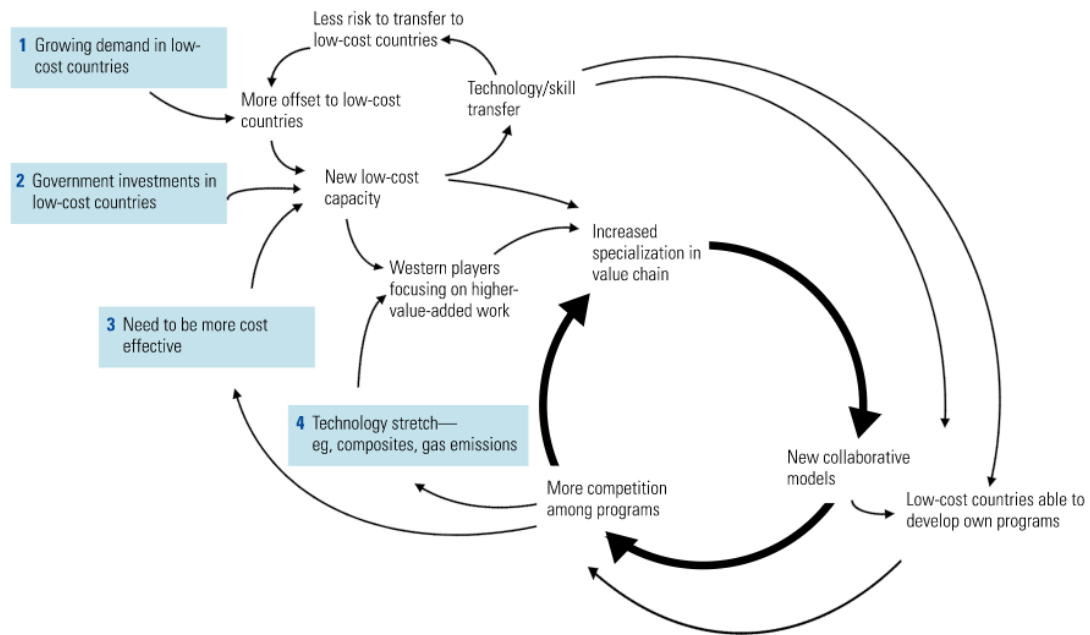 Less risk to transfer to
low-cost countries
1 Growing demand in low-
cost countries
More offset to low-cost
countries
Technology/skill
transfer
2 Government investments in
low-cost countries
New low-cost
capacity
Increased
specialization in
value chain
Western players
focusing on higher-
value-added work
3 Need to be more cost
effective
4 Technology stretch—
eg, composites, gas emissions
New collaborative
models
More competition
among programs
Low-cost countries able to
develop own programs